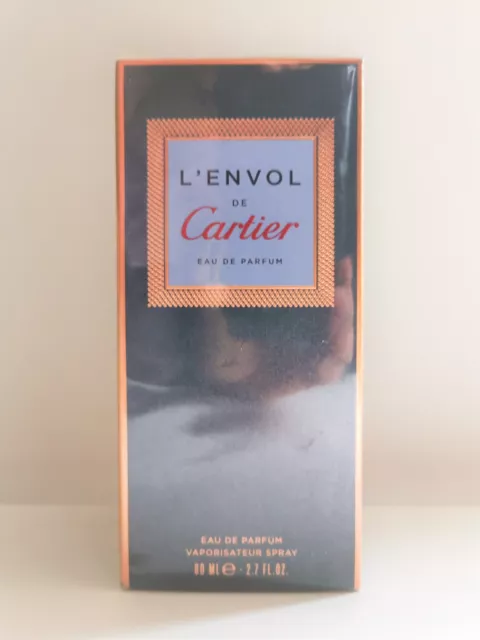 L'ENVOL
DE
Cartier
EAU DE PARFUM
EAU DE PARFUM
VAPORISATEUR SPRAY
80 ML ℮ - 2.7 FL.OZ.